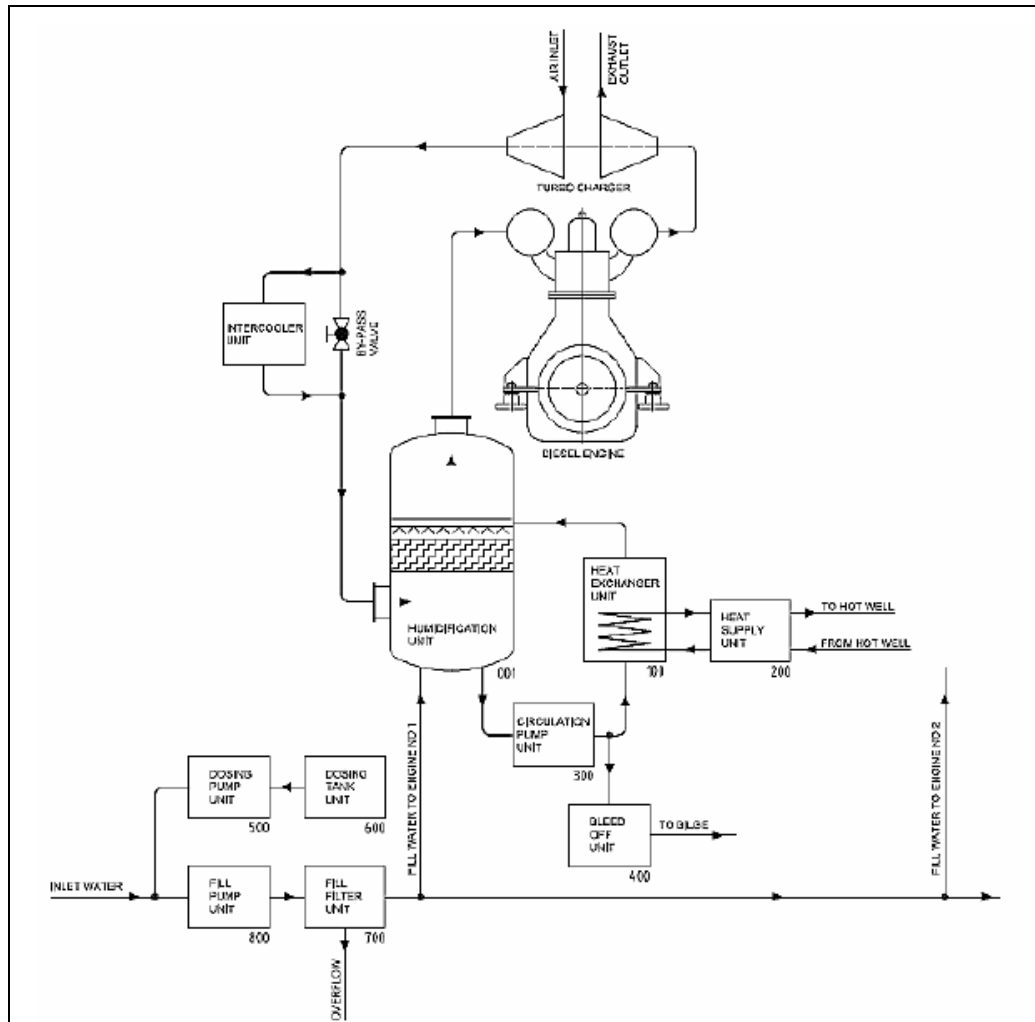 AIR INLET
EXHAUST
OUTLET
TURBO CHARGER
INTERCOOLER
UNIT
BY-PASS
VALVE
DIESEL ENGINE
HUMIDIFICATION
UNIT
001
HEAT
EXCHANGER
UNIT
100
HEAT
SUPPLY
UNIT
200
TO HOT WELL
FROM HOT WELL
CIRCULATION
PUMP
UNIT
300
BLEED
OFF
UNIT
400
TO BILGE
FILL WATER TO ENGINE NO 1
FILL WATER TO ENGINE NO 2
DOSING
PUMP
UNIT
500
DOSING
TANK
UNIT
600
INLET WATER
FILL
PUMP
UNIT
800
FILL
FILTER
UNIT
700
OVERFLOW